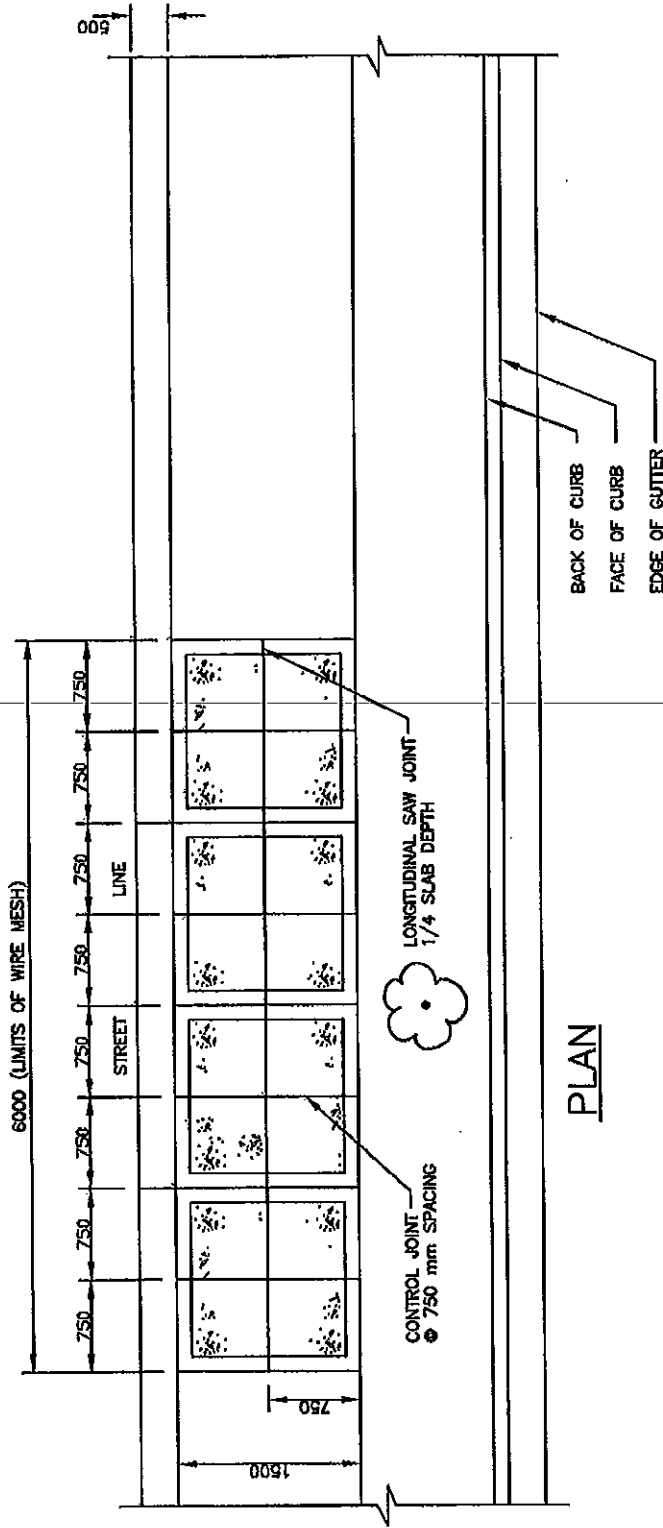 6000 (LIMITS OF WIRE MESH)
750
750
750
750
750
750
750
750
500
STREET
LINE
1500
750
CONTROL JOINT
@ 750 mm SPACING
LONGITUDINAL SAW JOINT
1/4 SLAB DEPTH
BACK OF CURB
FACE OF CURB
EDGE OF GUTTER
PLAN